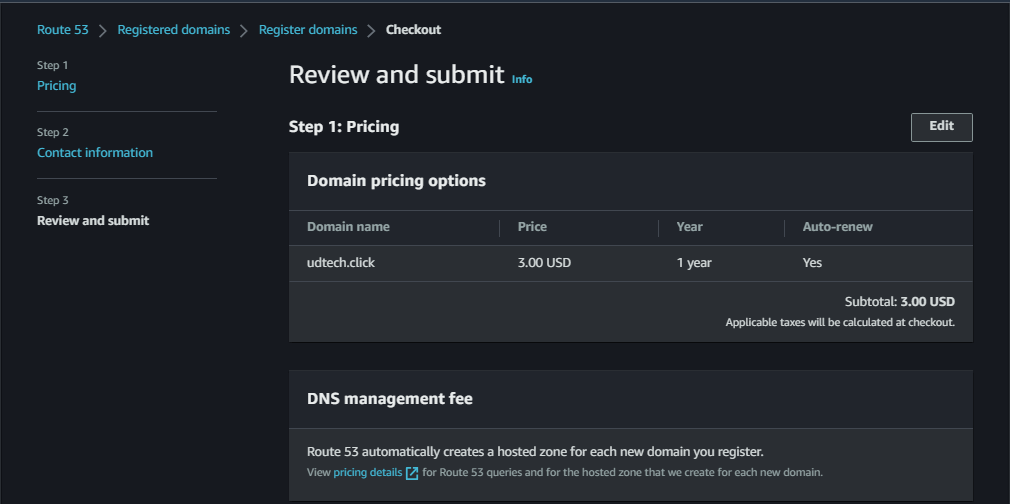 Route 53 > Registered domains > Register domains > Checkout
Step 1
Pricing
Step 2
Contact information
Step 3
Review and submit
Review and submit Info
Step 1: Pricing
Edit
Domain pricing options
Domain name Price Year Auto-renew
udtech.click 3.00 USD 1 year Yes
Subtotal: 3.00 USD
Applicable taxes will be calculated at checkout.
DNS management fee
Route 53 automatically creates a hosted zone for each new domain you register.
View pricing details for Route 53 queries and for the hosted zone that we create for each new domain.